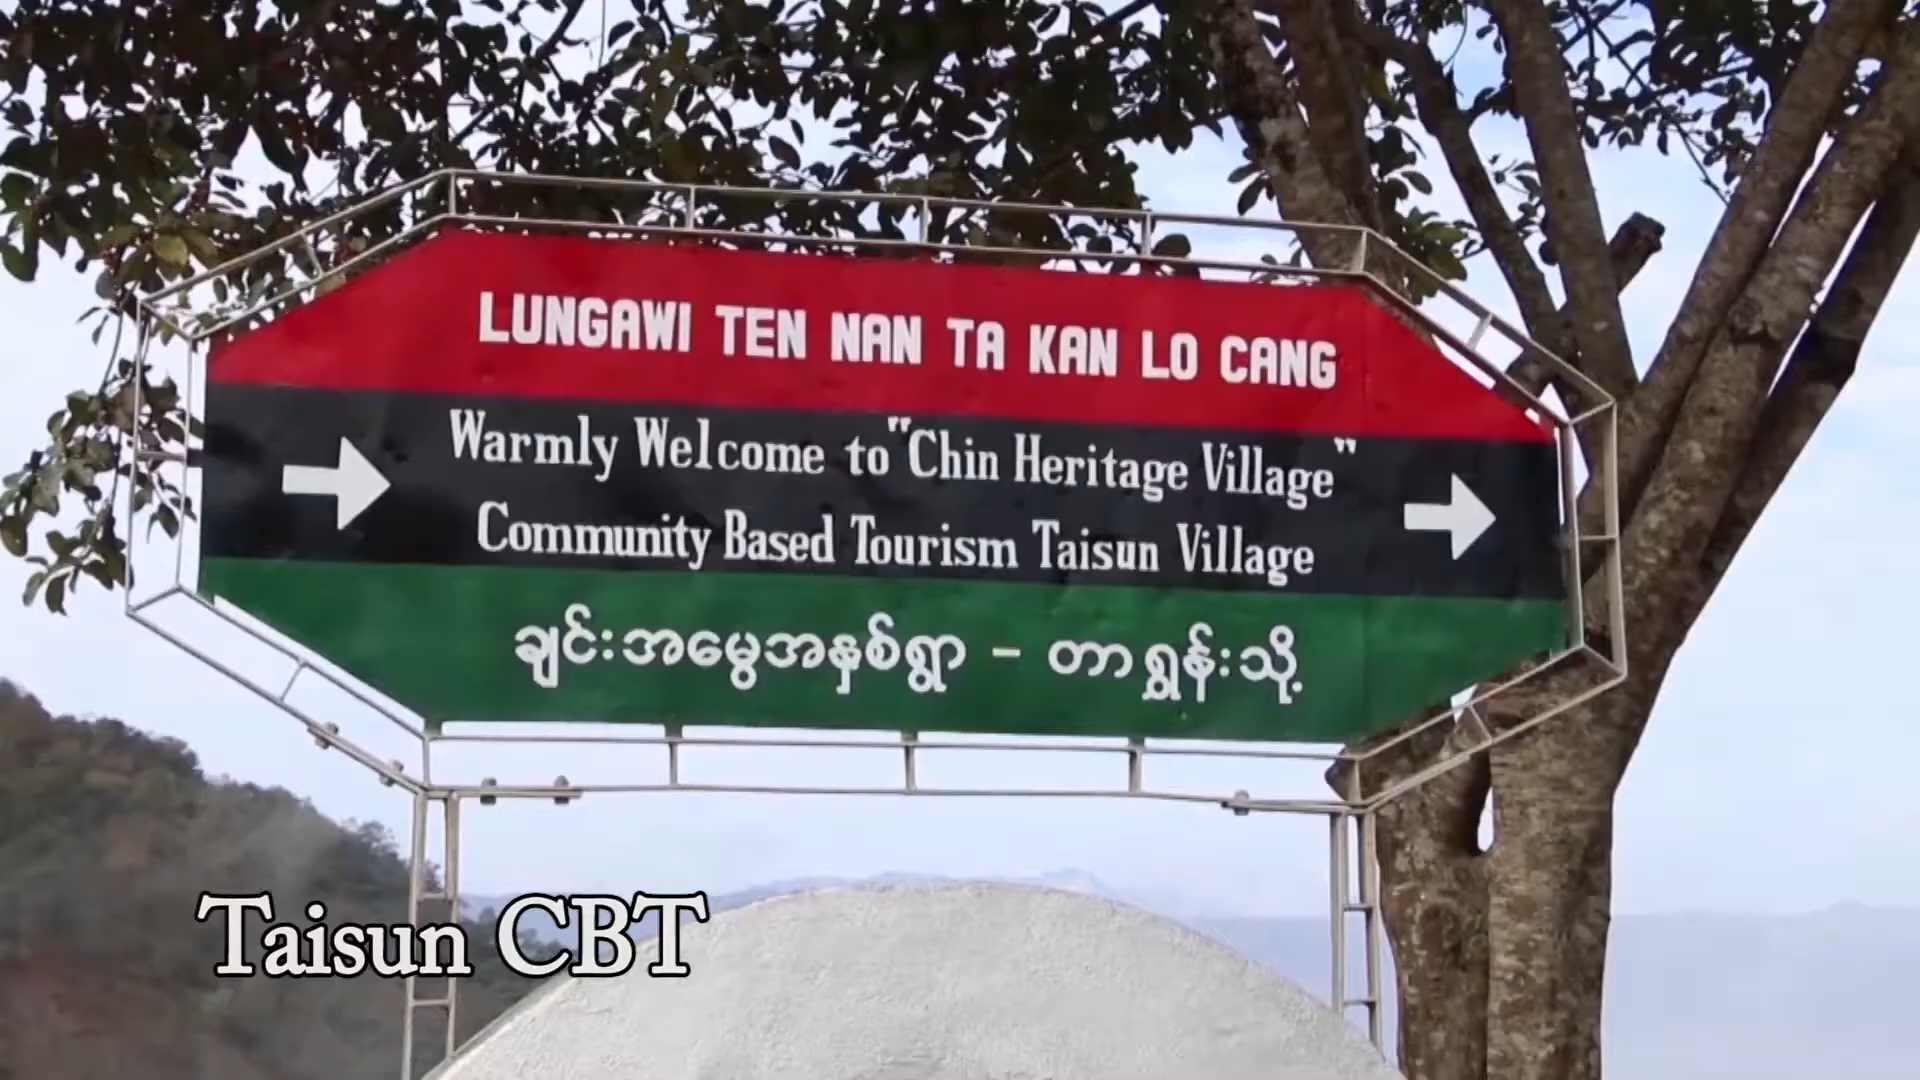 LUNGAWI TEN NAN TA KAN LO CANG
Warmly Welcome to "Chin Heritage Village"
Community Based Tourism Taisun Village
ချင်းအမွေအနှစ်ရွာ - တာရွှန်းသို့
Taisun CBT